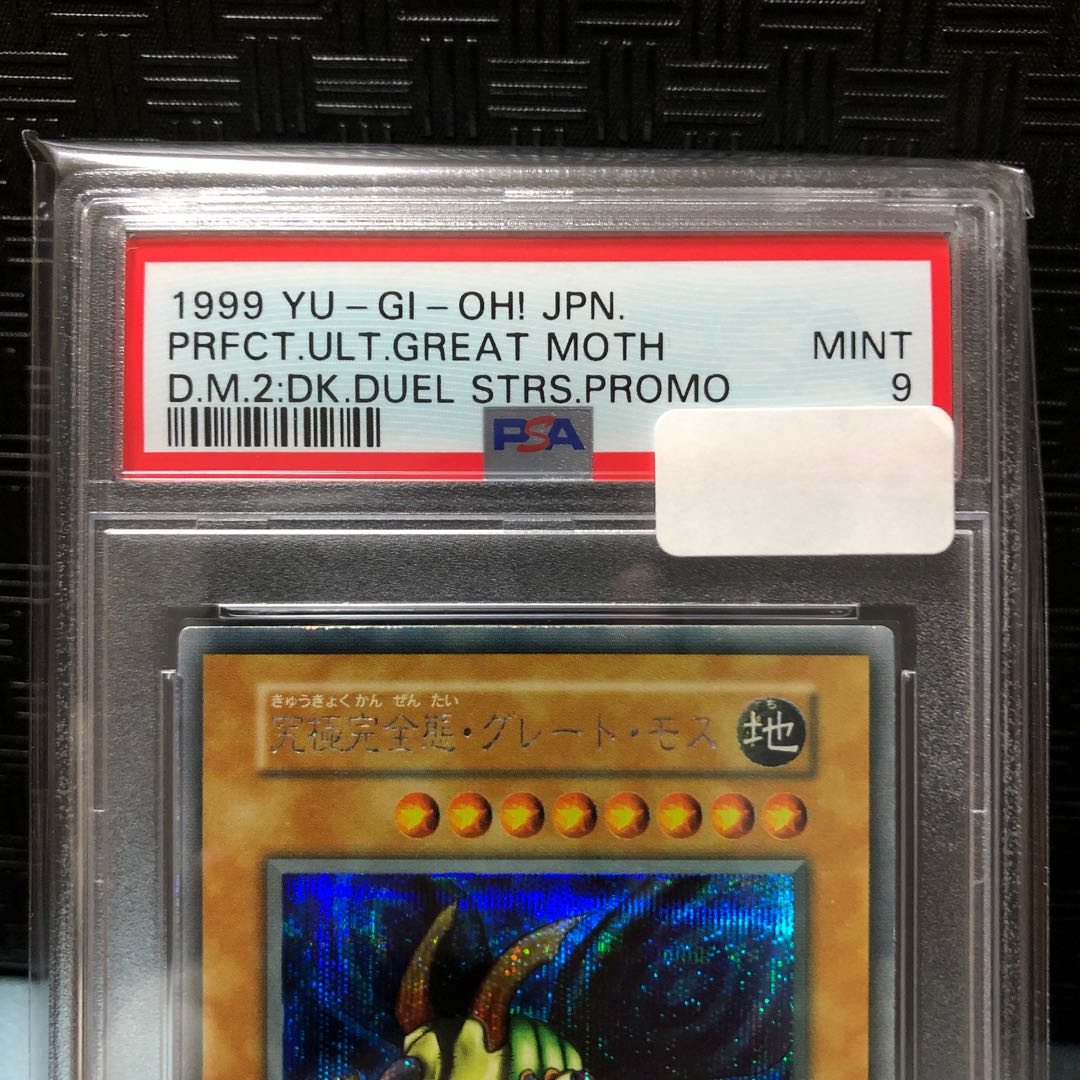 1999 YU-GI-OH! JPN.
PRFCT.ULT.GREAT MOTH MINT
D.M.2:DK.DUEL STRS.PROMO 9
PSA
きゅうきょくかん ぜん たい
究極完全態・グレート・モス
ち
地